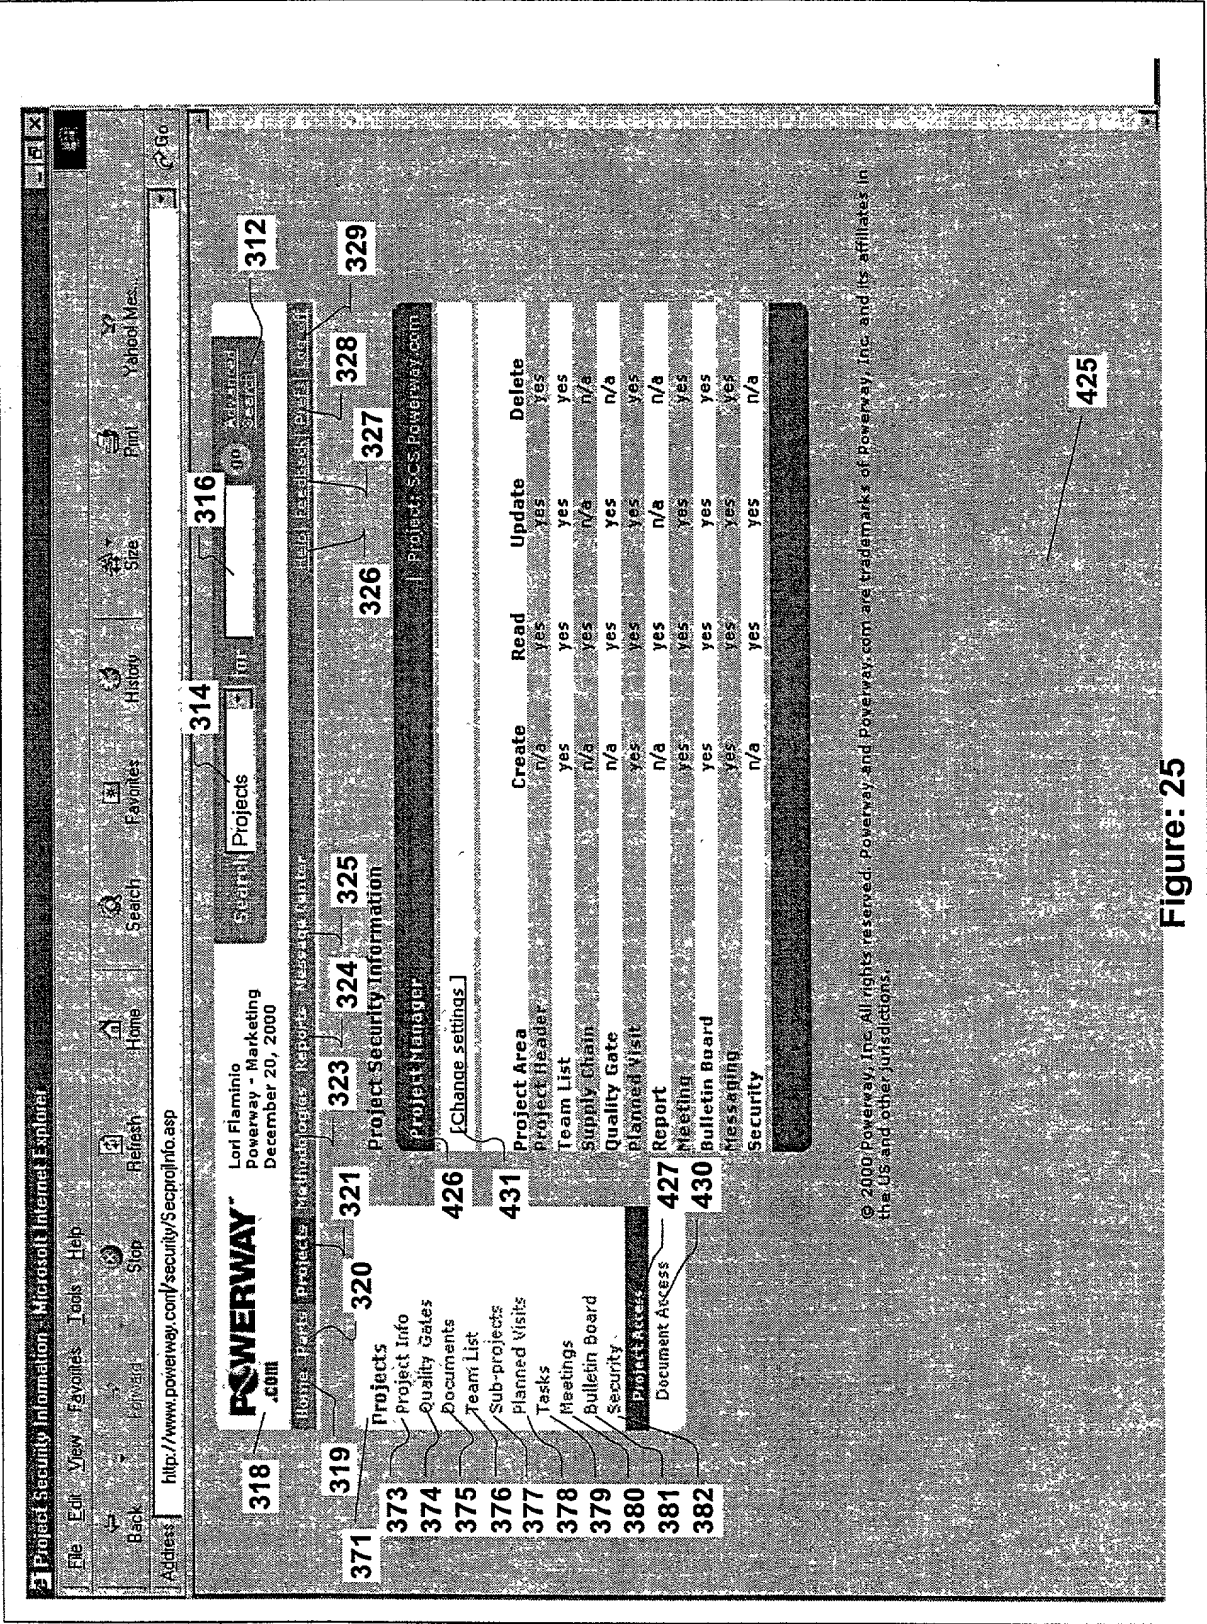 Project Security Information - Microsoft Internet Explorer
File Edit View Favorites Tools Help
Back Forward Stop Refresh Home Search Favorites History Size Print Yahoo! Mes.
Address http://www.powerway.com/security/Secprojinfo.asp Go
314 316
318 POWERWAY™ .com
Lori Flaminio
Powerway - Marketing
December 20, 2000
Search Projects for go Advanced Search
312
Home Parts Projects Methodologies Reports Message Center Help
319 320 321 323 324 325 326 327 328 329
371 Projects
373 Project Info
374 Quality Gates
375 Documents
376 Team List
377 Sub-projects
378 Planned Visits
379 Tasks
380 Meetings
381 Bulletin Board
382 Security
Project Access 427
Document Access 430
Project Security Information
426 Project Manager | Project: SCS Powerway.com
431 [Change settings]
Project Area Create Read Update Delete
Project Header n/a yes yes yes
Team List yes yes yes yes
Supply Chain n/a yes n/a n/a
Quality Gate n/a yes yes n/a
Planned Visit yes yes yes yes
Report n/a yes n/a n/a
Meeting yes yes yes yes
Bulletin Board yes yes yes yes
Messaging yes yes yes yes
Security n/a yes yes n/a
© 2000 Powerway, Inc. All rights reserved. Powerway and Powerway.com are trademarks of Powerway, Inc. and its affiliates in
the US and other jurisdictions.
425
Figure: 25